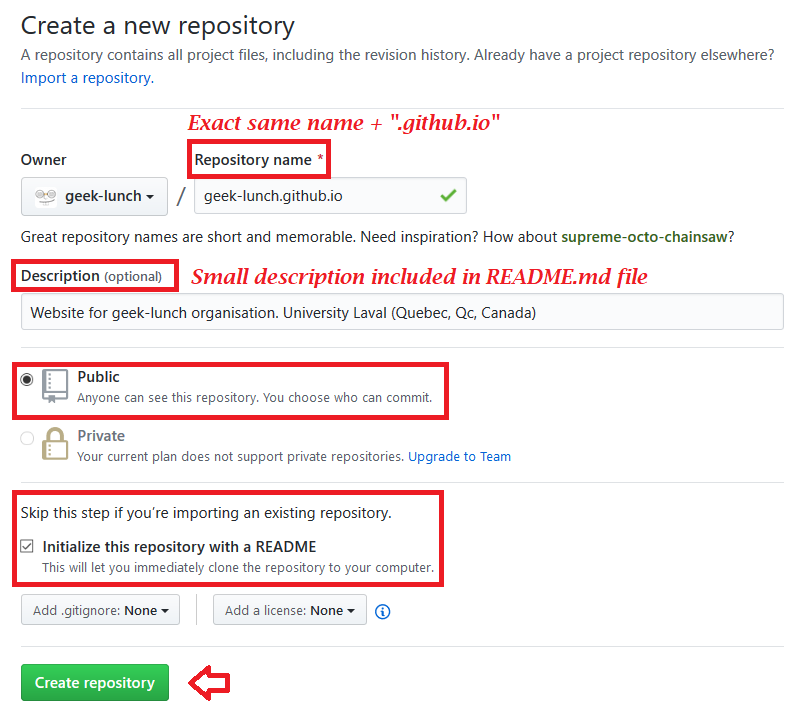 Create a new repository
A repository contains all project files, including the revision history. Already have a project repository elsewhere?
Import a repository.
Exact same name + ".github.io"
Owner
Repository name *
geek-lunch
/
geek-lunch.github.io
Great repository names are short and memorable. Need inspiration? How about supreme-octo-chainsaw?
Description (optional)
Small description included in README.md file
Website for geek-lunch organisation. University Laval (Quebec, Qc, Canada)
Public
Anyone can see this repository. You choose who can commit.
Private
Your current plan does not support private repositories. Upgrade to Team
Skip this step if you’re importing an existing repository.
Initialize this repository with a README
This will let you immediately clone the repository to your computer.
Add .gitignore: None
Add a license: None
Create repository